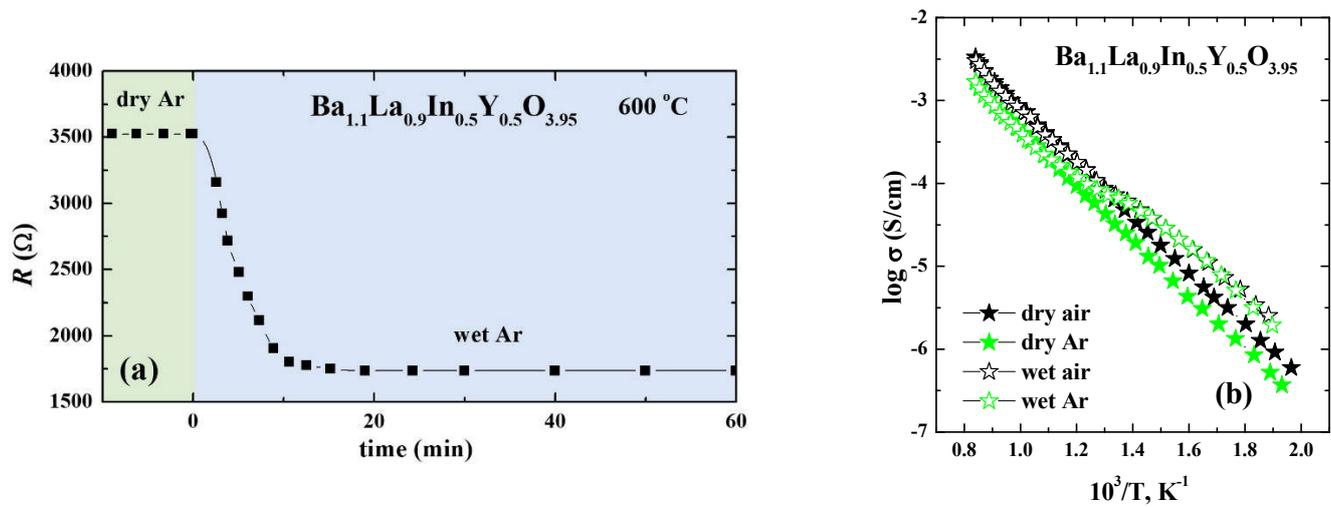 4000
3500
3000
2500
2000
1500
R (Ω)
dry Ar
Ba1.1La0.9In0.5Y0.5O3.95 600 °C
wet Ar
(a)
0 20 40 60
time (min)
-2
-3
-4
-5
-6
-7
log σ (S/cm)
Ba1.1La0.9In0.5Y0.5O3.95
dry air
dry Ar
wet air
wet Ar
(b)
0.8 1.0 1.2 1.4 1.6 1.8 2.0
10³/T, K⁻¹